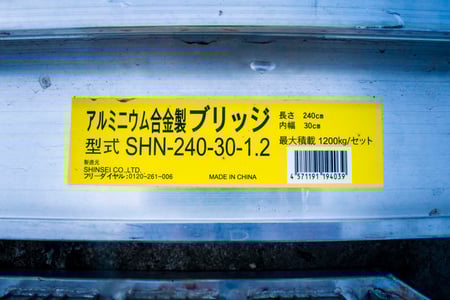 アルミニウム合金製ブリッジ
長さ 240cm
内幅 30cm
型式 SHN-240-30-1.2
最大積載 1200kg/セット
製造元
SHINSEI CO.,LTD.
フリーダイヤル:0120-261-006
MADE IN CHINA
4 571191 194039